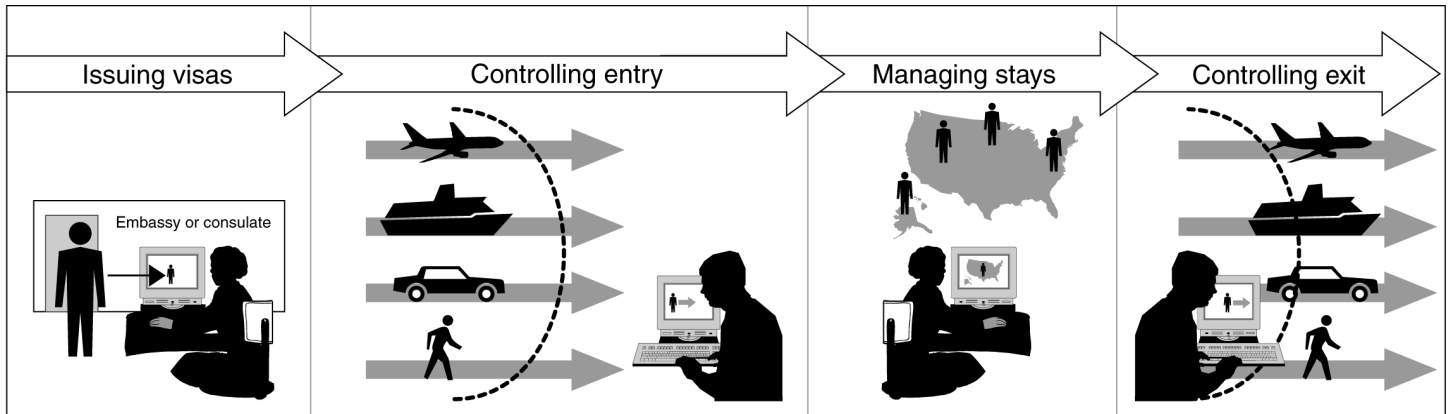 Issuing visas
Controlling entry
Managing stays
Controlling exit
Embassy or consulate